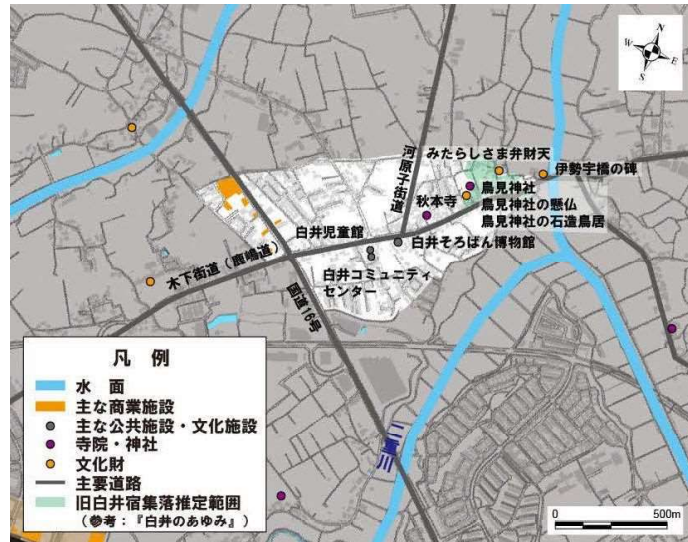 N
W
E
S
河原子街道
みたらしさま弁財天
伊勢宇橋の碑
鳥見神社
秋本寺
鳥見神社の懸仏
鳥見神社の石造鳥居
白井児童館
白井そろばん博物館
木下街道（鹿嶋道）
白井コミュニティ
センター
国道16号
二重川
凡 例
水 面
主な商業施設
主な公共施設・文化施設
寺院・神社
文化財
主要道路
旧白井宿集落推定範囲
（参考：『白井のあゆみ』）
0 500m